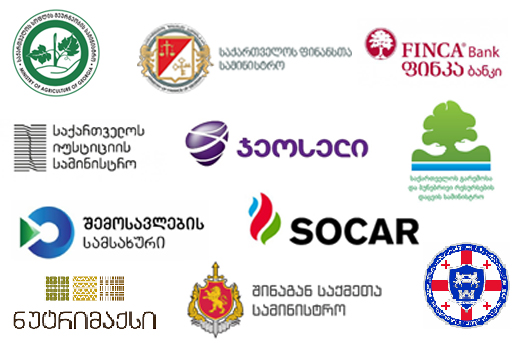 MINISTRY OF AGRICULTURE OF GEORGIA
საქართველოს ფინანსთა
სამინისტრო
FINCA® Bank
ფინკა ბანკი
საქართველოს
იუსტიციის
სამინისტრო
ჯეოსელი
საქართველოს გარემოსა
და ბუნებრივი რესურსების
დაცვის სამინისტრო
შემოსავლების
სამსახური
SOCAR
ნუტრიმაქსი
შინაგან საქმეთა
სამინისტრო